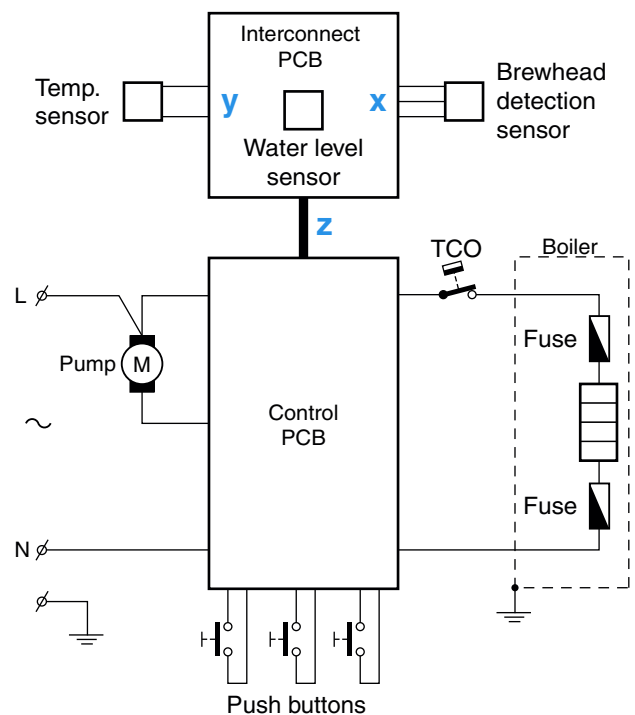 Interconnect
PCB
Temp.
sensor
y
x
Brewhead
detection
sensor
Water level
sensor
z
TCO
Boiler
L
Fuse
Pump
M
Control
PCB
Fuse
N
Push buttons